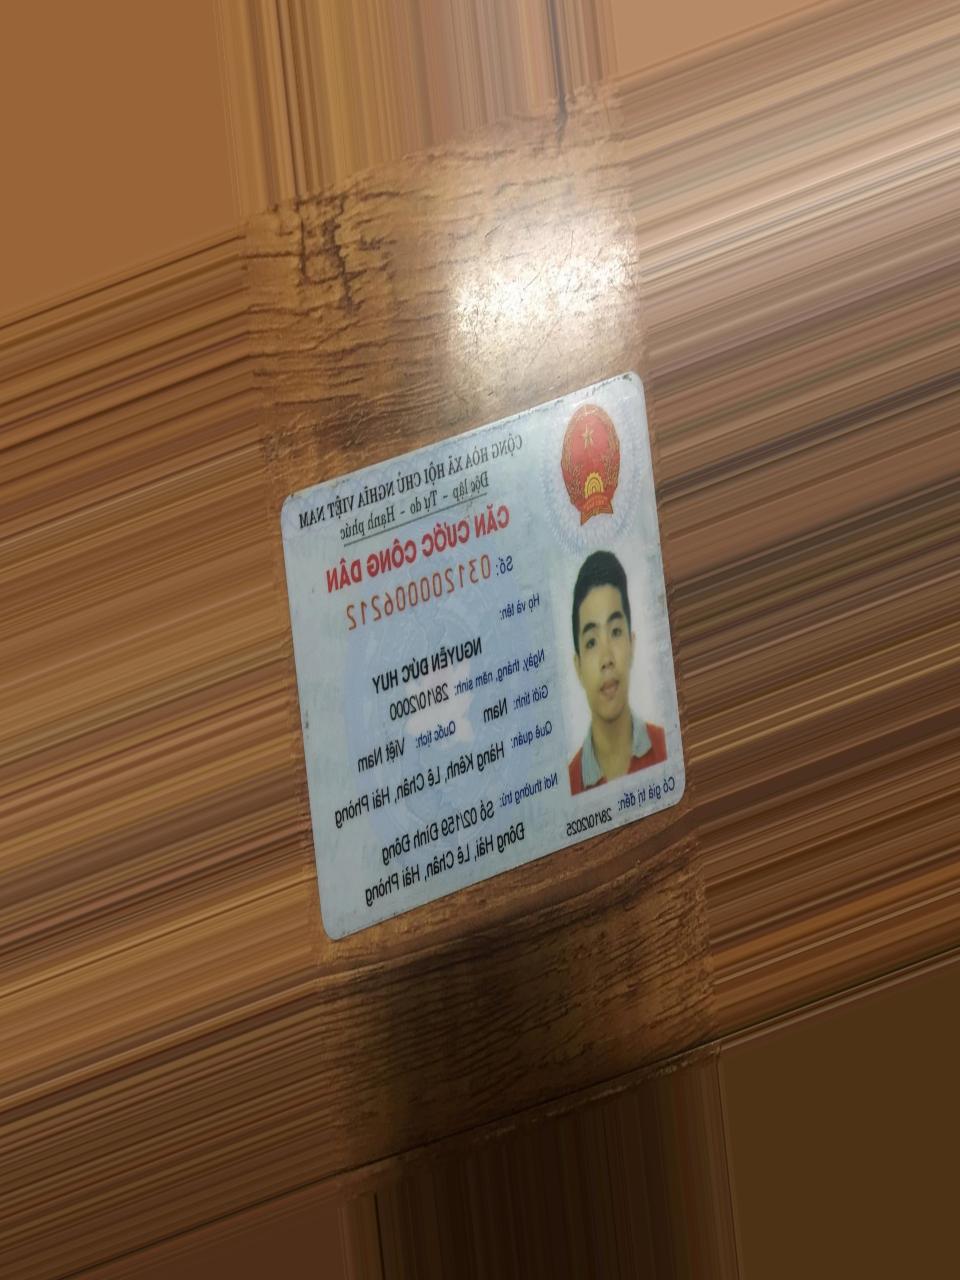 CỘNG HÒA XÃ HỘI CHỦ NGHĨA VIỆT NAM
Độc lập - Tự do - Hạnh phúc
CĂN CƯỚC CÔNG DÂN
Số: 031200006212
Họ và tên:
NGUYỄN ĐỨC HUY
Ngày, tháng, năm sinh: 28/10/2000
Giới tính: Nam Quốc tịch: Việt Nam
Quê quán: Hàng Kênh, Lê Chân, Hải Phòng
Nơi thường trú: Số 02/159 Đình Đông
Đông Hải, Lê Chân, Hải Phòng
Có giá trị đến: 28/10/2025